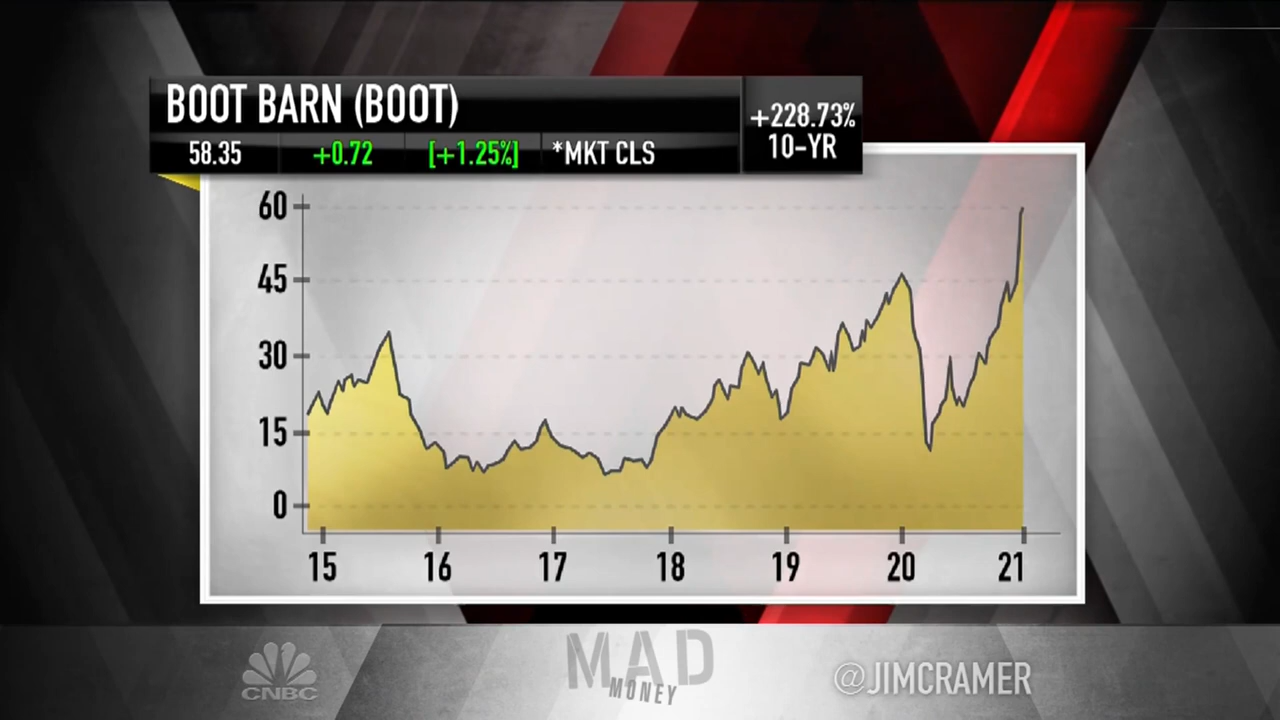 BOOT BARN (BOOT)
58.35 +0.72 [+1.25%] *MKT CLS
+228.73%
10-YR
60
45
30
15
0
15 16 17 18 19 20 21
CNBC
MAD
MONEY
@JIMCRAMER